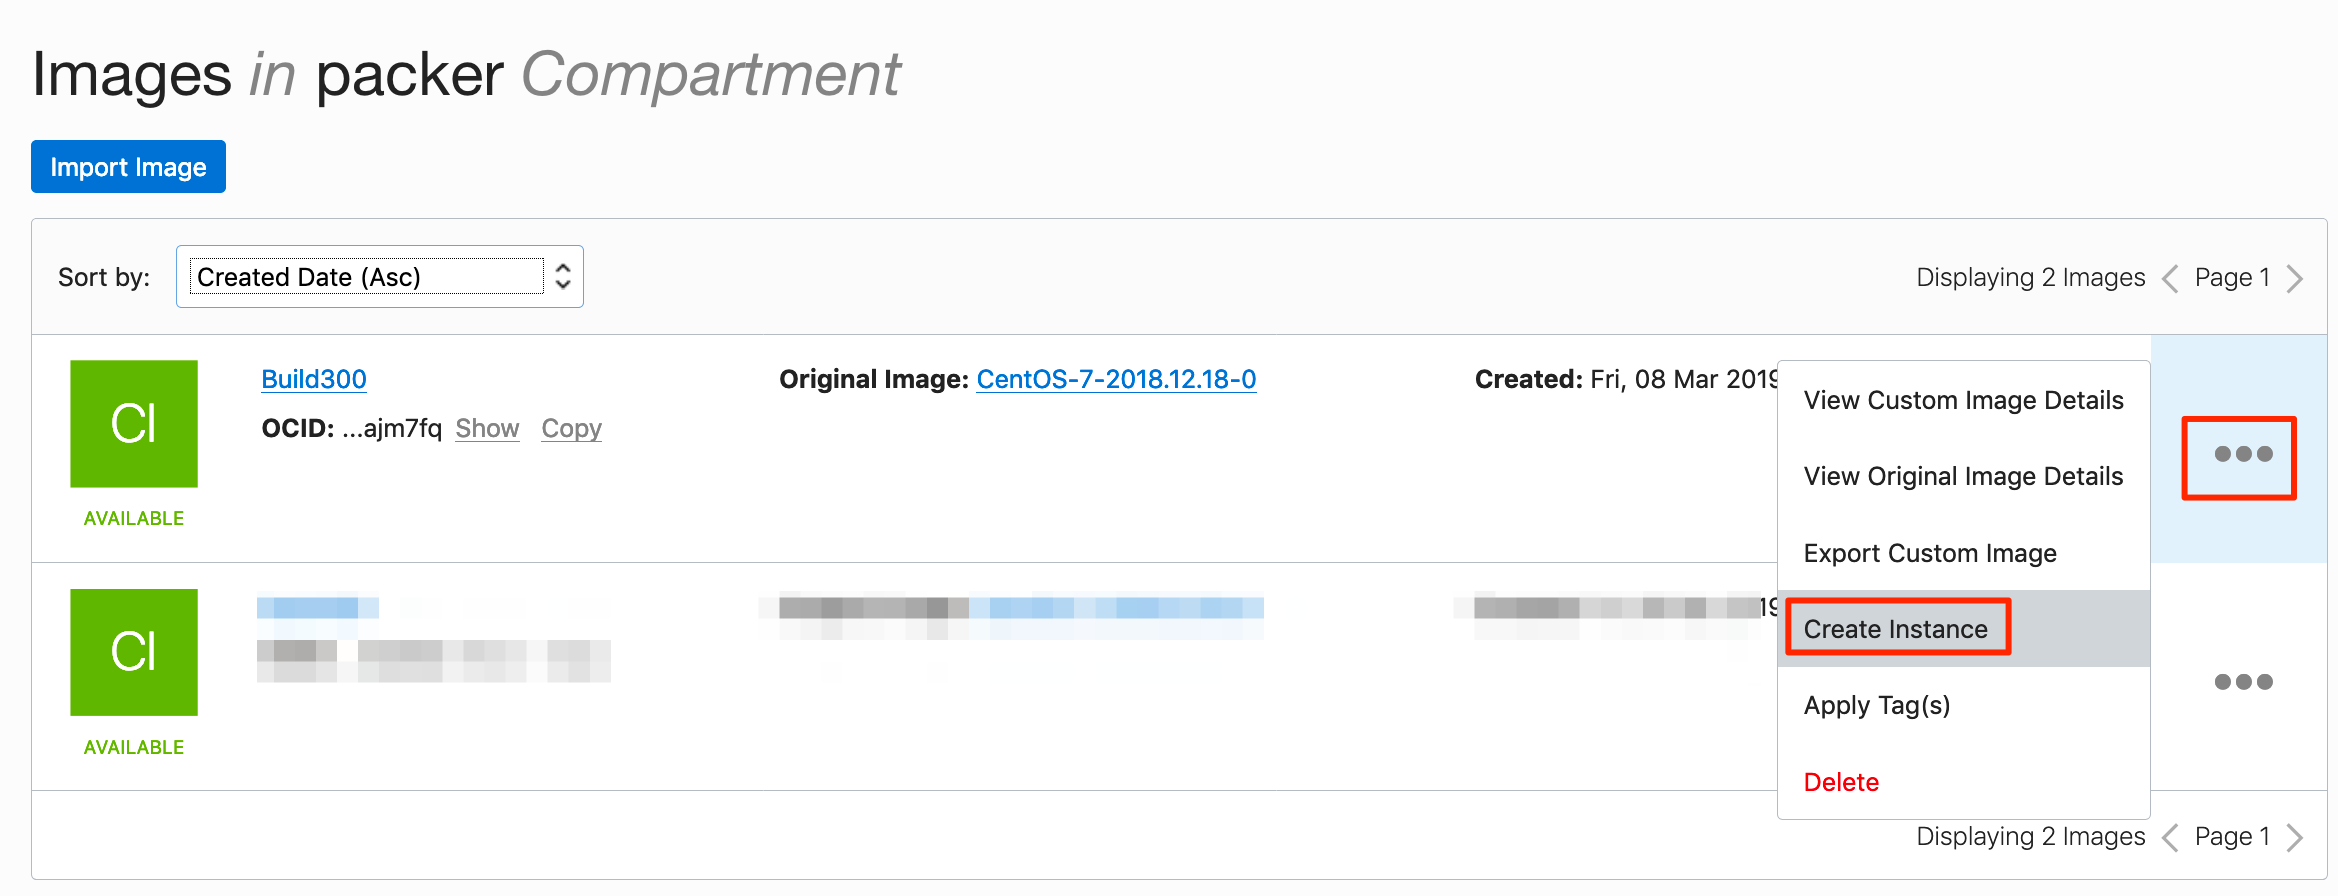 Images in packer Compartment
Import Image
Sort by: Created Date (Asc)
Displaying 2 Images Page 1
CI
AVAILABLE
Build300
OCID: ...ajm7fq Show Copy
Original Image: CentOS-7-2018.12.18-0
Created: Fri, 08 Mar 2019
View Custom Image Details
View Original Image Details
Export Custom Image
Create Instance
Apply Tag(s)
Delete
CI
AVAILABLE
19
Displaying 2 Images Page 1